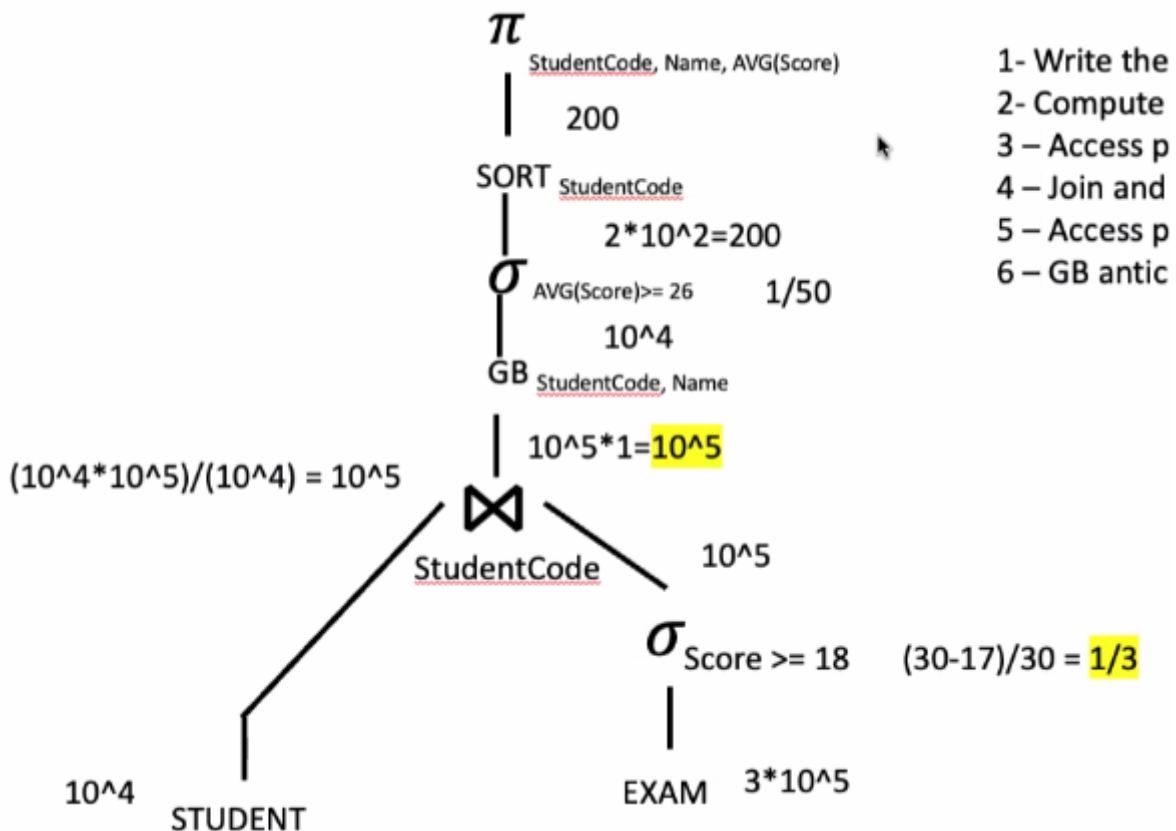 π
StudentCode, Name, AVG(Score)
200
SORT StudentCode
2*10^2=200
σ AVG(Score)>= 26 1/50
10^4
GB StudentCode, Name
10^5*1=10^5
(10^4*10^5)/(10^4) = 10^5
⋈
StudentCode
10^5
σ Score >= 18 (30-17)/30 = 1/3
10^4 STUDENT
EXAM 3*10^5
1- Write the
2- Compute
3 – Access p
4 – Join and
5 – Access p
6 – GB antic